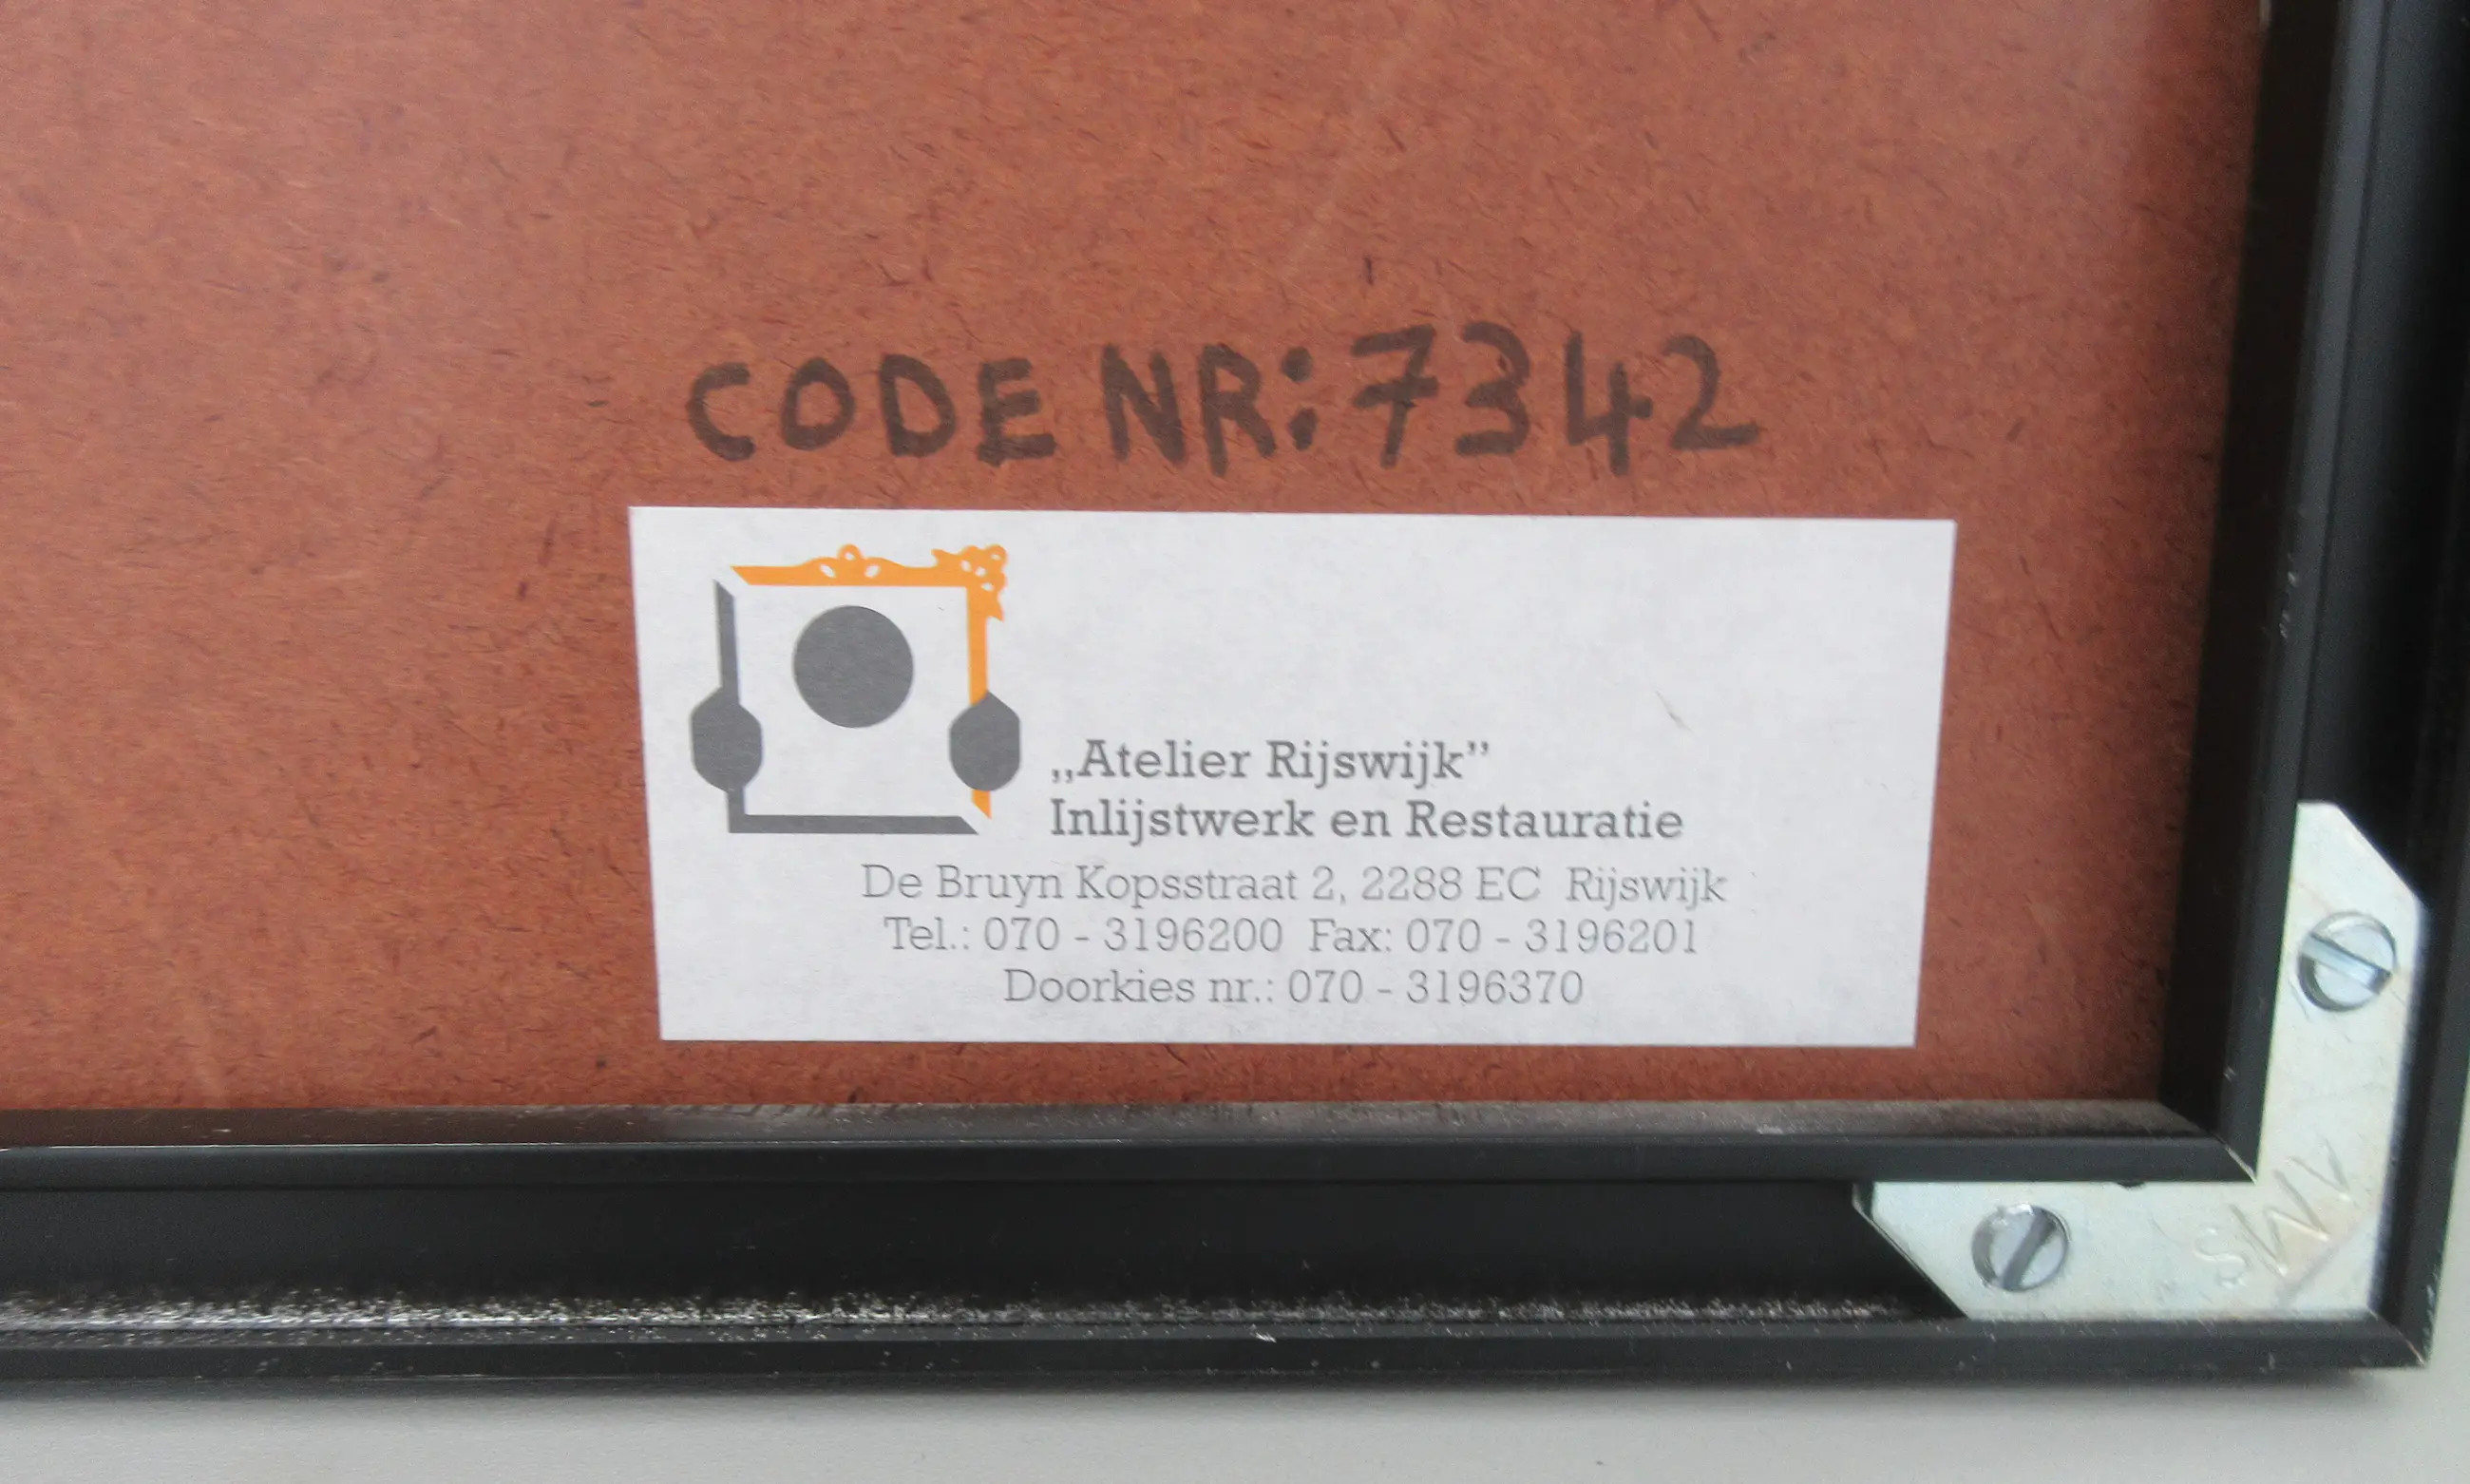 CODE NR: 7342
„Atelier Rijswijk”
Inlijstwerk en Restauratie
De Bruyn Kopsstraat 2, 2288 EC Rijswijk
Tel.: 070 - 3196200 Fax: 070 - 3196201
Doorkies nr.: 070 - 3196370